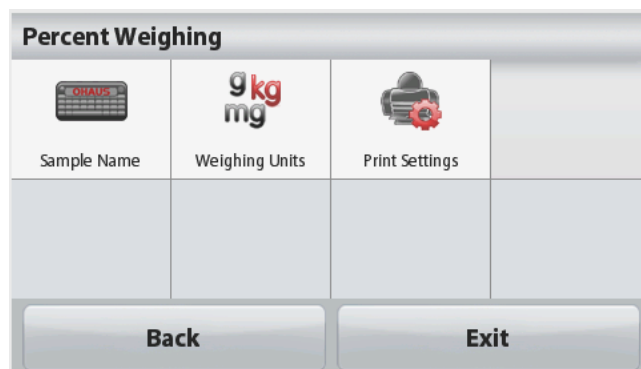 Percent Weighing
OHAUS
g kg
mg
Sample Name
Weighing Units
Print Settings
Back
Exit